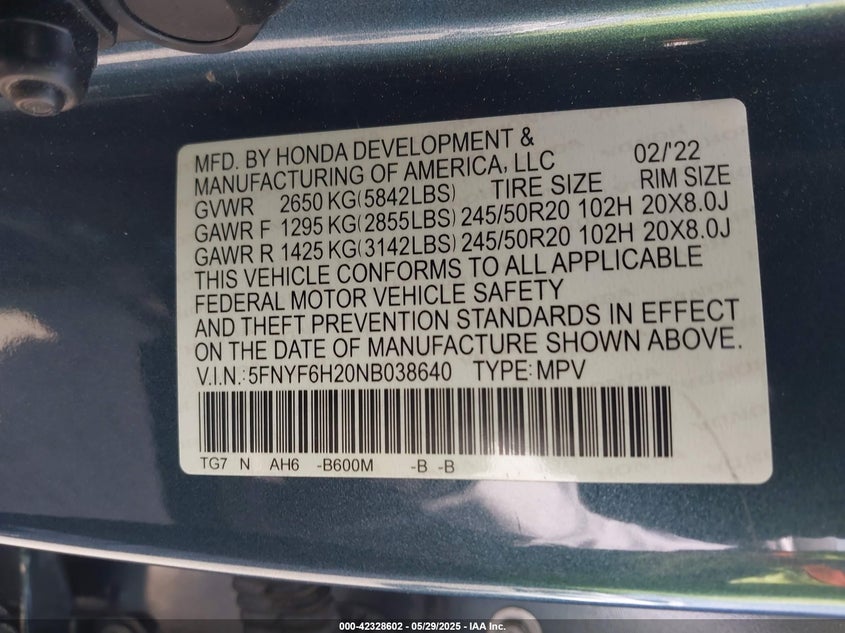 MFD. BY HONDA DEVELOPMENT &
MANUFACTURING OF AMERICA, LLC 02/'22
GVWR 2650 KG(5842LBS) TIRE SIZE RIM SIZE
GAWR F 1295 KG(2855LBS) 245/50R20 102H 20X8.0J
GAWR R 1425 KG(3142LBS) 245/50R20 102H 20X8.0J
THIS VEHICLE CONFORMS TO ALL APPLICABLE
FEDERAL MOTOR VEHICLE SAFETY
AND THEFT PREVENTION STANDARDS IN EFFECT
ON THE DATE OF MANUFACTURE SHOWN ABOVE.
V.I.N.: 5FNYF6H20NB038640 TYPE: MPV
TG7 N AH6 -B600M -B -B
000-42328602 - 05/29/2025 - IAA Inc.